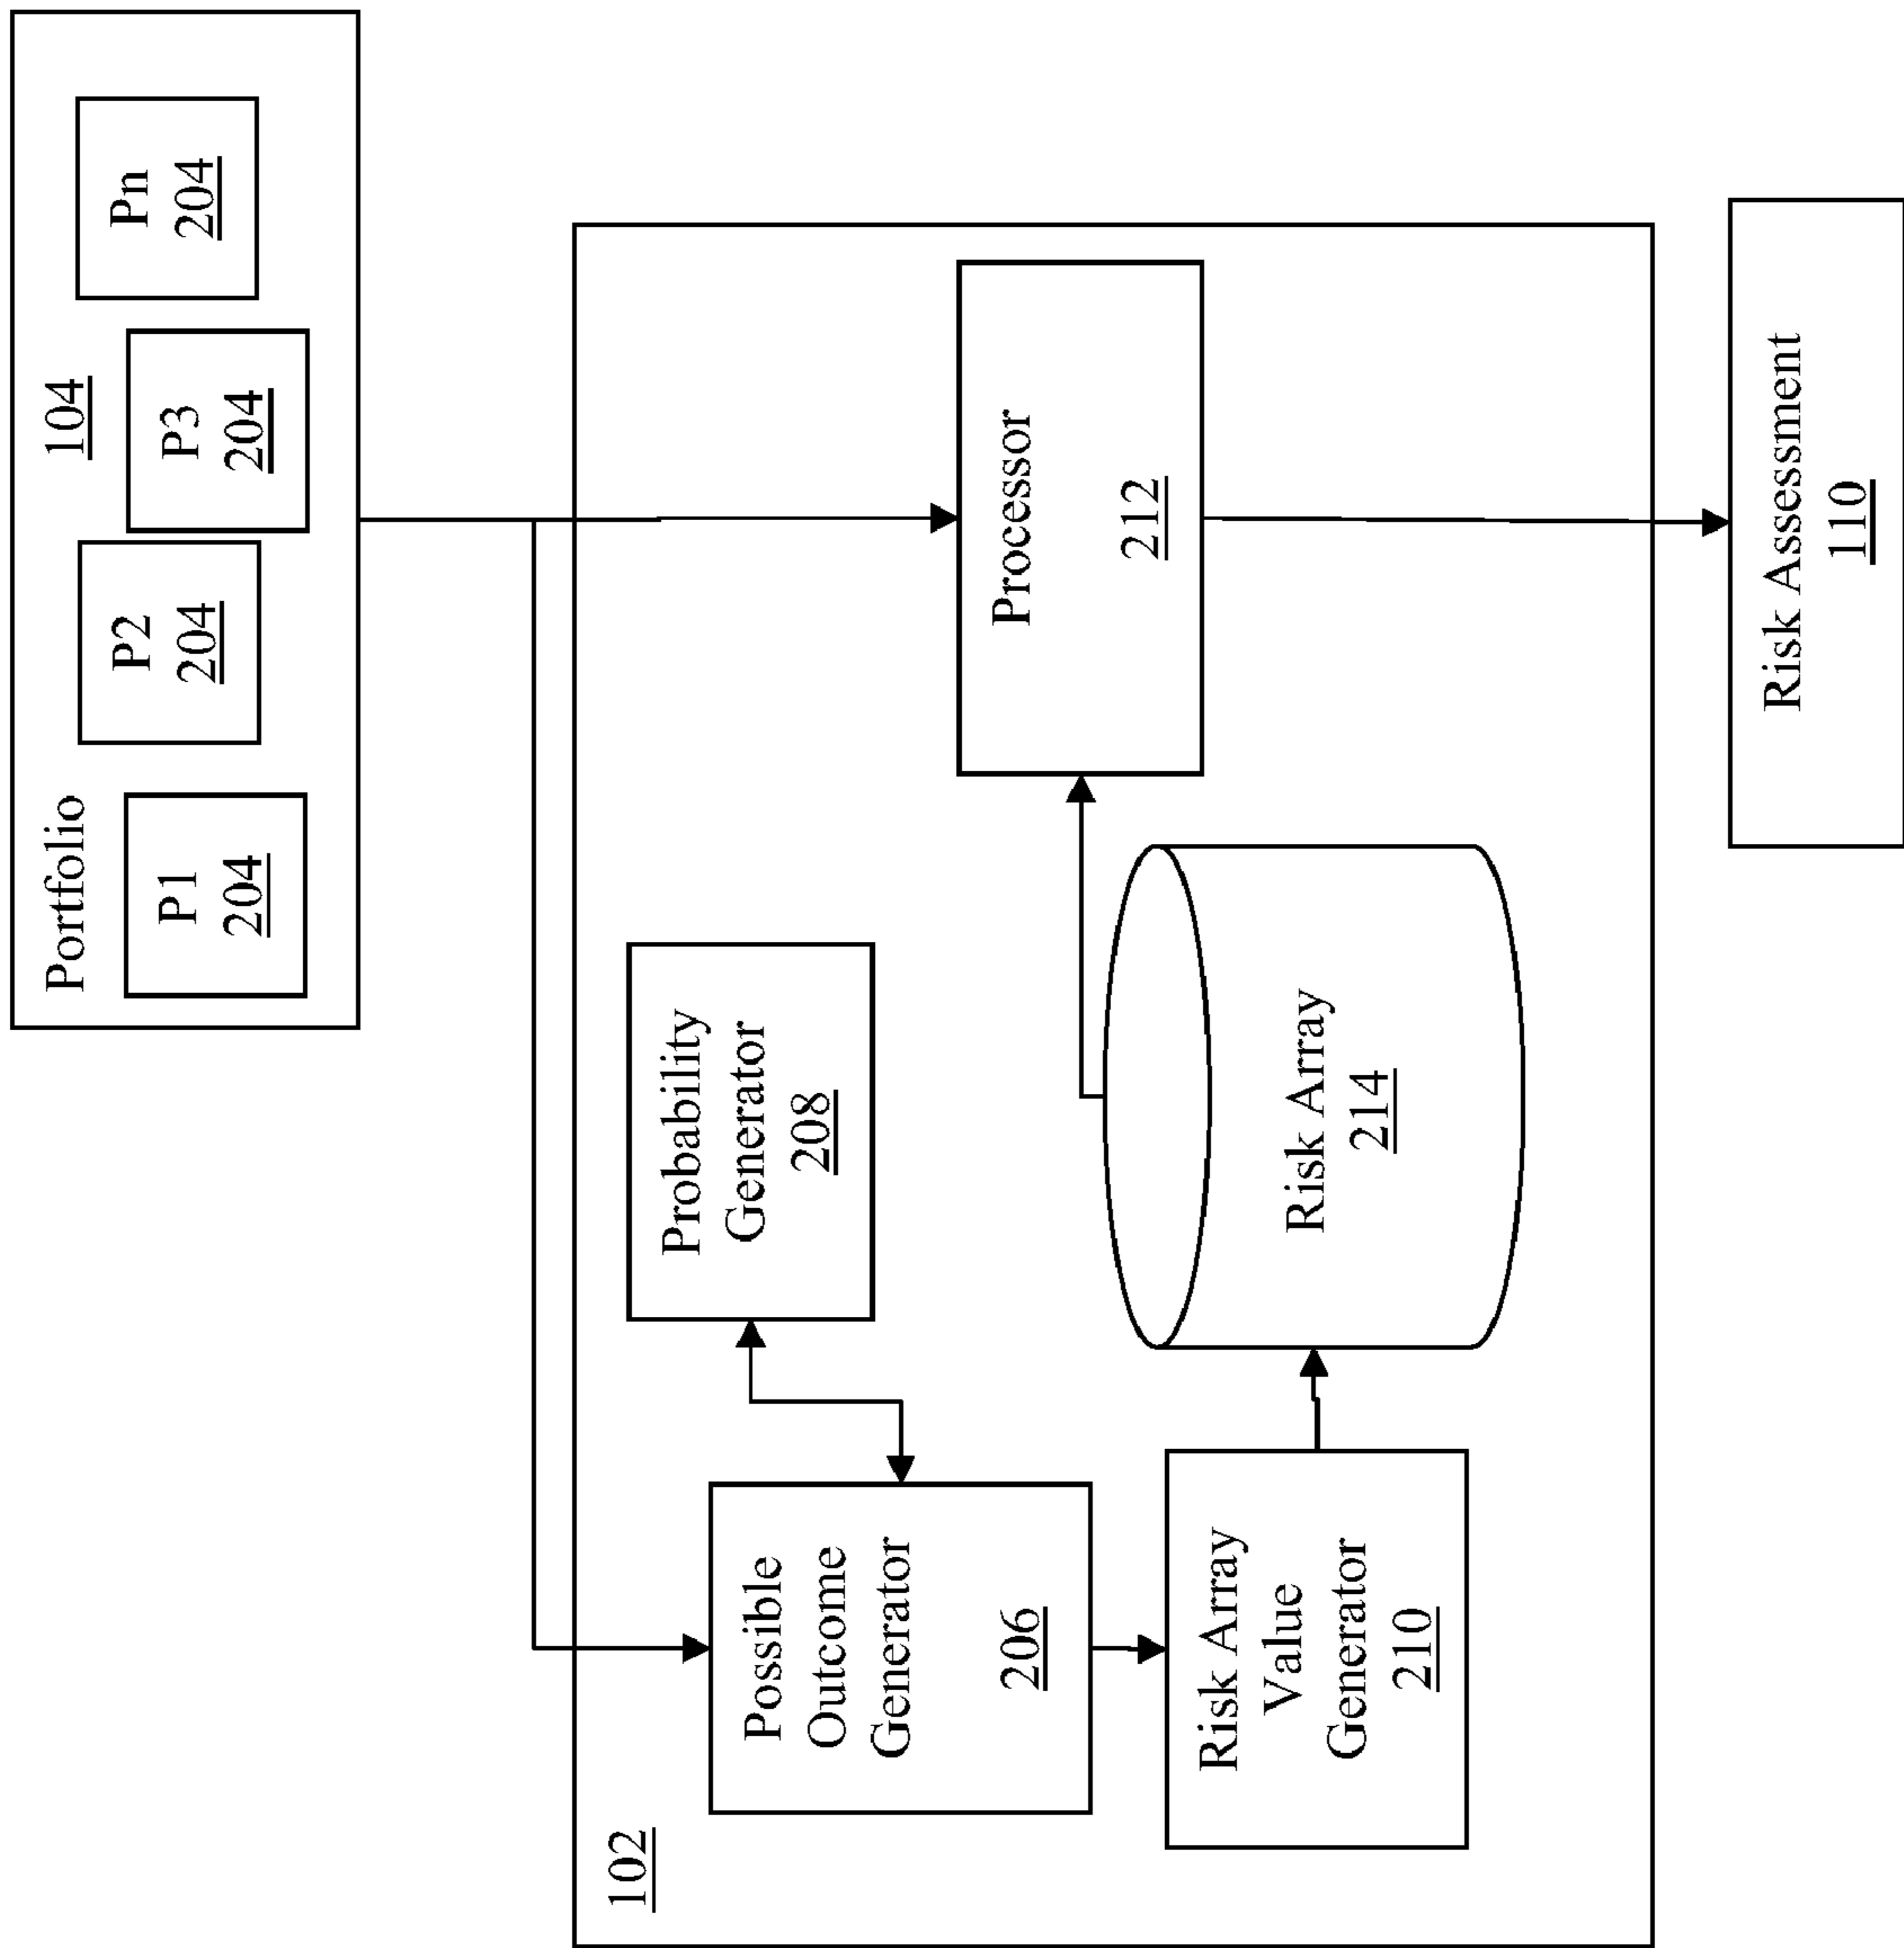 Portfolio
104
P1
204
P2
204
P3
204
Pn
204
102
Possible
Outcome
Generator
206
Probability
Generator
208
Risk Array
Value
Generator
210
Risk Array
214
Processor
212
Risk Assessment
110